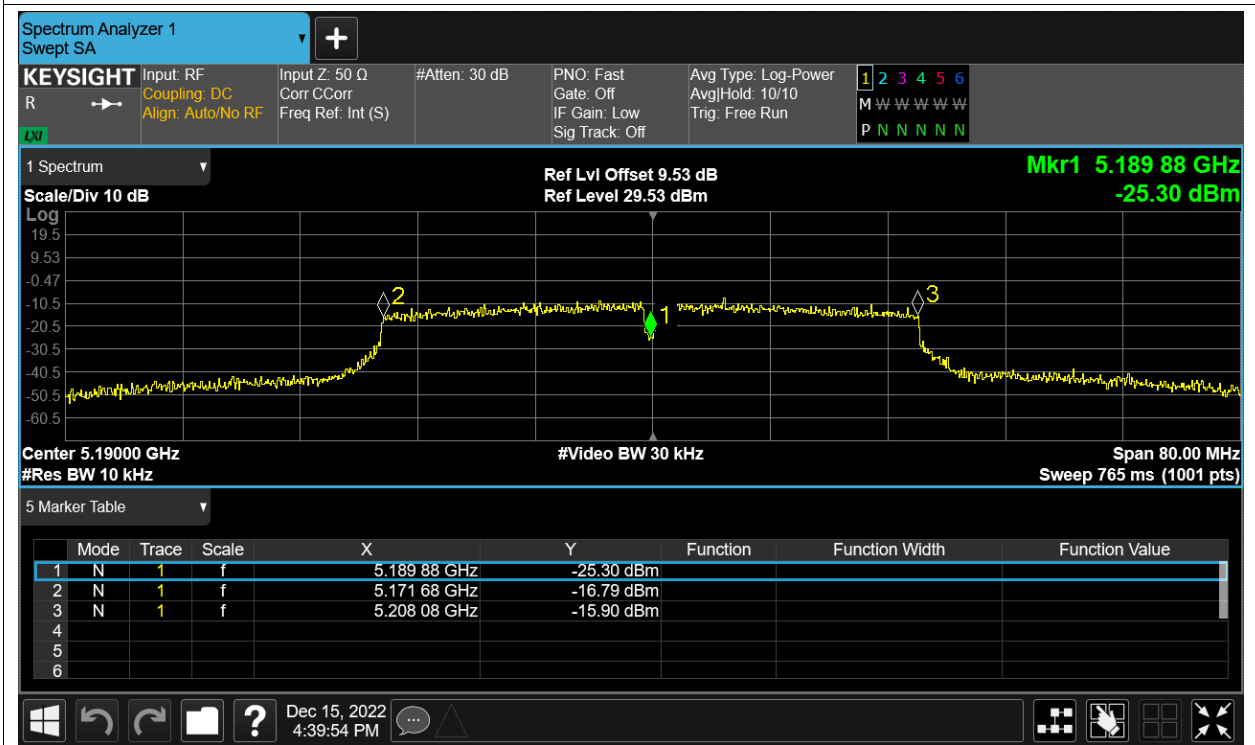 Spectrum Analyzer 1
Swept SA
+
KEYSIGHT
R
LXI
Input: RF
Coupling: DC
Align: Auto/No RF
Input Z: 50 Ω
Corr CCorr
Freq Ref: Int (S)
#Atten: 30 dB
PNO: Fast
Gate: Off
IF Gain: Low
Sig Track: Off
Avg Type: Log-Power
Avg|Hold: 10/10
Trig: Free Run
1 2 3 4 5 6
M W W W W W
P N N N N N
1 Spectrum
Scale/Div 10 dB
Ref Lvl Offset 9.53 dB
Ref Level 29.53 dBm
Mkr1 5.189 88 GHz
-25.30 dBm
Log
19.5
9.53
-0.47
-10.5
-20.5
-30.5
-40.5
-50.5
-60.5
2
1
3
Center 5.19000 GHz
#Res BW 10 kHz
#Video BW 30 kHz
Span 80.00 MHz
Sweep 765 ms (1001 pts)
5 Marker Table
Mode Trace Scale X Y Function Function Width Function Value
1 N 1 f 5.189 88 GHz -25.30 dBm
2 N 1 f 5.171 68 GHz -16.79 dBm
3 N 1 f 5.208 08 GHz -15.90 dBm
4
5
6
?
Dec 15, 2022
4:39:54 PM